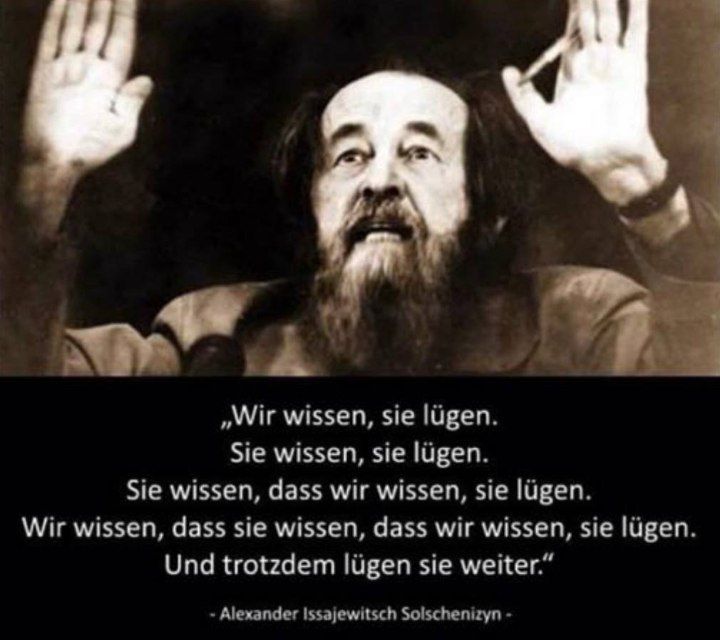 „Wir wissen, sie lügen.
Sie wissen, sie lügen.
Sie wissen, dass wir wissen, sie lügen.
Wir wissen, dass sie wissen, dass wir wissen, sie lügen.
Und trotzdem lügen sie weiter.“
- Alexander Issajewitsch Solschenizyn -